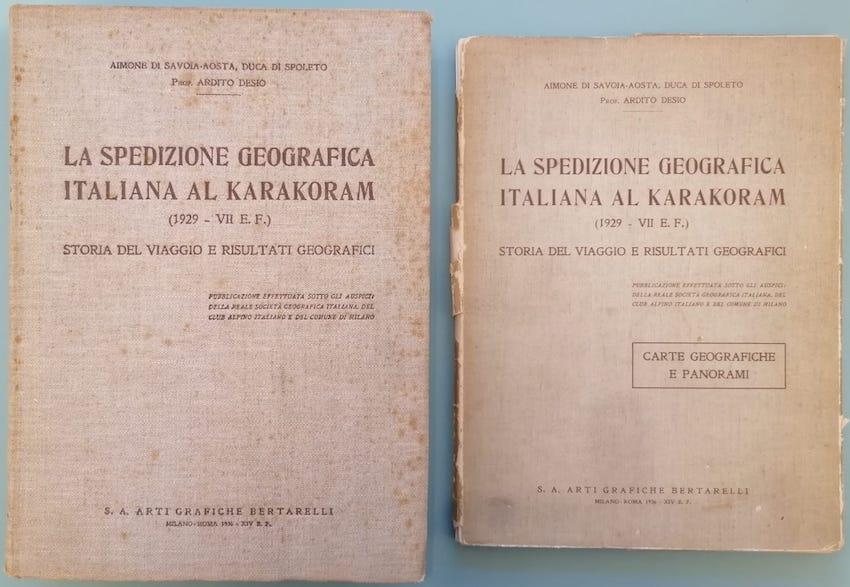 AIMONE DI SAVOIA-AOSTA, DUCA DI SPOLETO
PROF. ARDITO DESIO
LA SPEDIZIONE GEOGRAFICA
ITALIANA AL KARAKORAM
(1929 - VII E. F.)
STORIA DEL VIAGGIO E RISULTATI GEOGRAFICI
PUBBLICAZIONE EFFETTUATA SOTTO GLI AUSPICI
DELLA REALE SOCIETÀ GEOGRAFICA ITALIANA, DEL
CLUB ALPINO ITALIANO E DEL COMUNE DI MILANO
S. A. ARTI GRAFICHE BERTARELLI
MILANO-ROMA 1936 - XIV E. F.
AIMONE DI SAVOIA-AOSTA, DUCA DI SPOLETO
PROF. ARDITO DESIO
LA SPEDIZIONE GEOGRAFICA
ITALIANA AL KARAKORAM
(1929 - VII E. F.)
STORIA DEL VIAGGIO E RISULTATI GEOGRAFICI
PUBBLICAZIONE EFFETTUATA SOTTO GLI AUSPICI
DELLA REALE SOCIETÀ GEOGRAFICA ITALIANA, DEL
CLUB ALPINO ITALIANO E DEL COMUNE DI MILANO
CARTE GEOGRAFICHE
E PANORAMI
S. A. ARTI GRAFICHE BERTARELLI
MILANO-ROMA 1936 - XIV E. F.